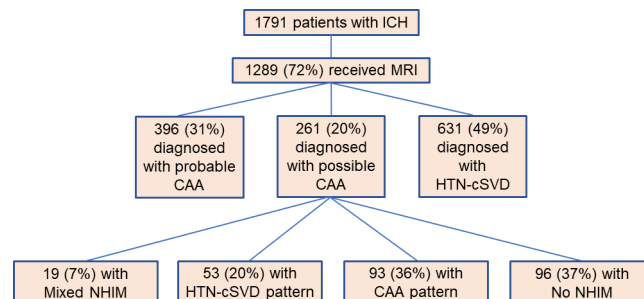 1791 patients with ICH
1289 (72%) received MRI
396 (31%)
diagnosed
with probable
CAA
261 (20%)
diagnosed
with possible
CAA
631 (49%)
diagnosed
with
HTN-cSVD
19 (7%) with
Mixed NHIM
53 (20%) with
HTN-cSVD pattern
93 (36%) with
CAA pattern
96 (37%) with
No NHIM